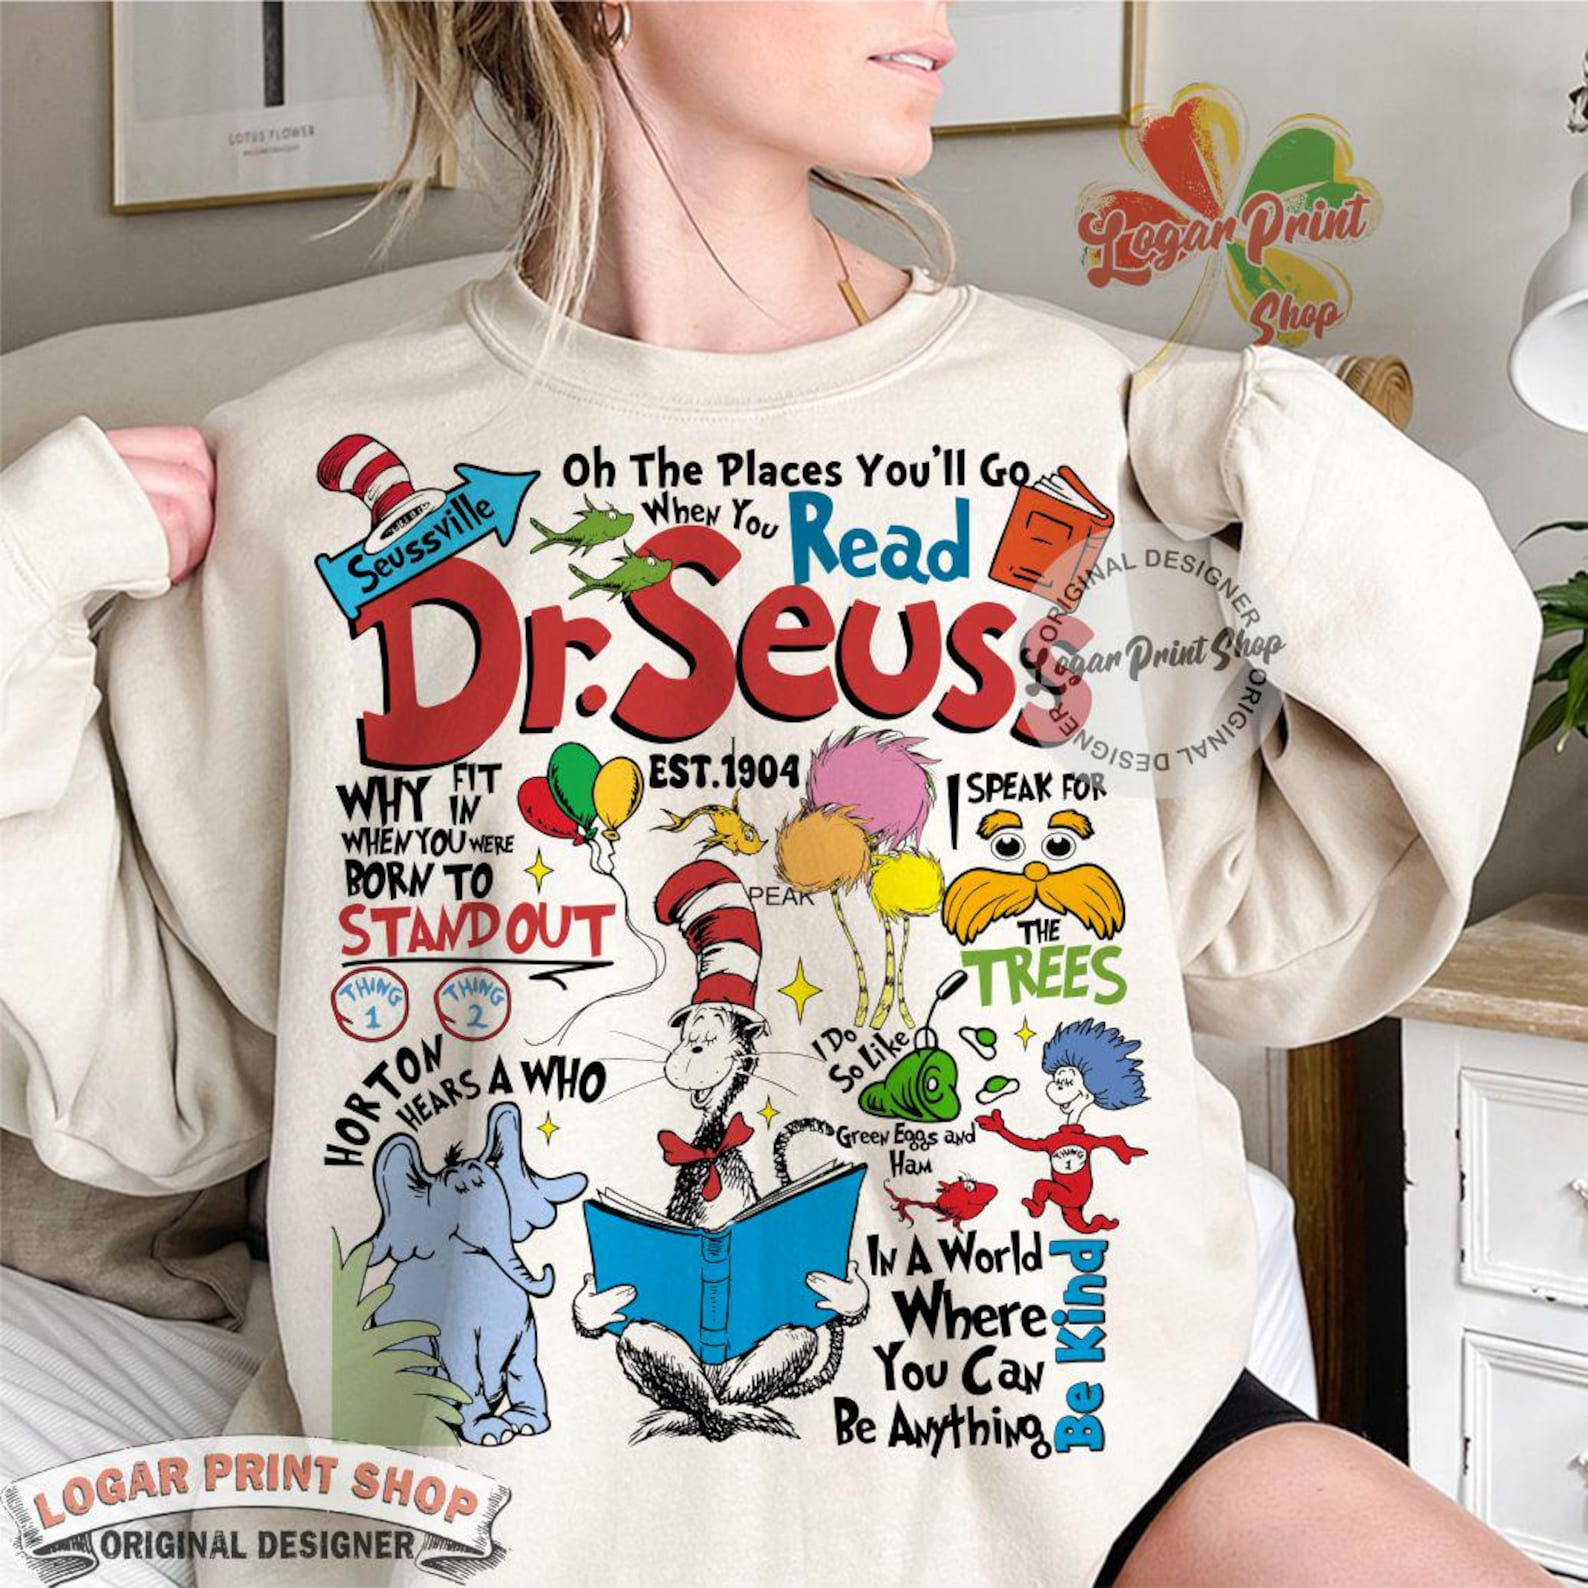 LOTUS FLOWER
Logar Print
Shop
Oh The Places You'll Go
When You Read
Seussville
Dr. Seuss
ORIGINAL DESIGNER
Logar Print Shop
ORIGINAL DESIGNER
EST.1904
WHY FIT
IN
WHEN YOU WERE
BORN TO
STAND OUT
I SPEAK FOR
THE
TREES
PEAK
THING
1
THING
2
HORTON
HEARS A WHO
I Do
So Like
Green Eggs and
Ham
THING
1
In A World
Where
You Can
Be Anything
Be Kind
LOGAR PRINT SHOP
ORIGINAL DESIGNER